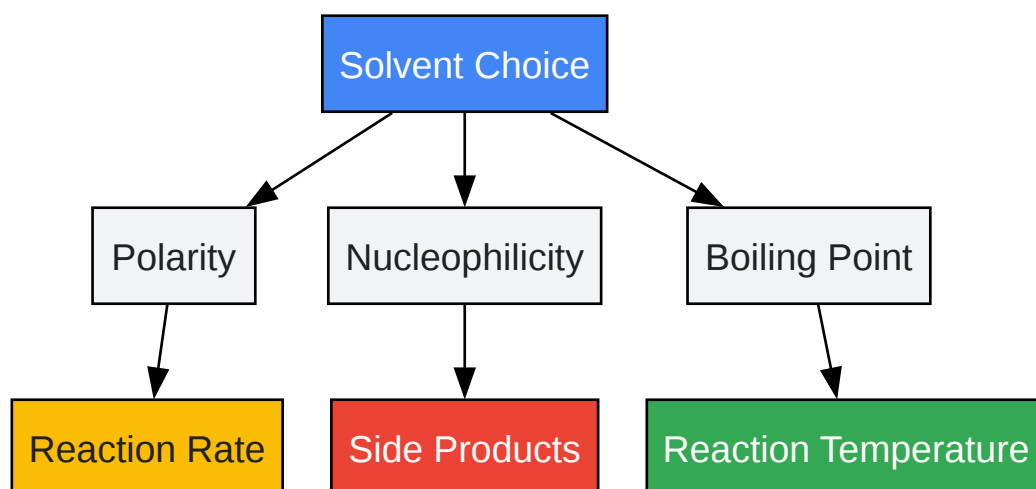 Solvent Choice
Polarity
Nucleophilicity
Boiling Point
Reaction Rate
Side Products
Reaction Temperature